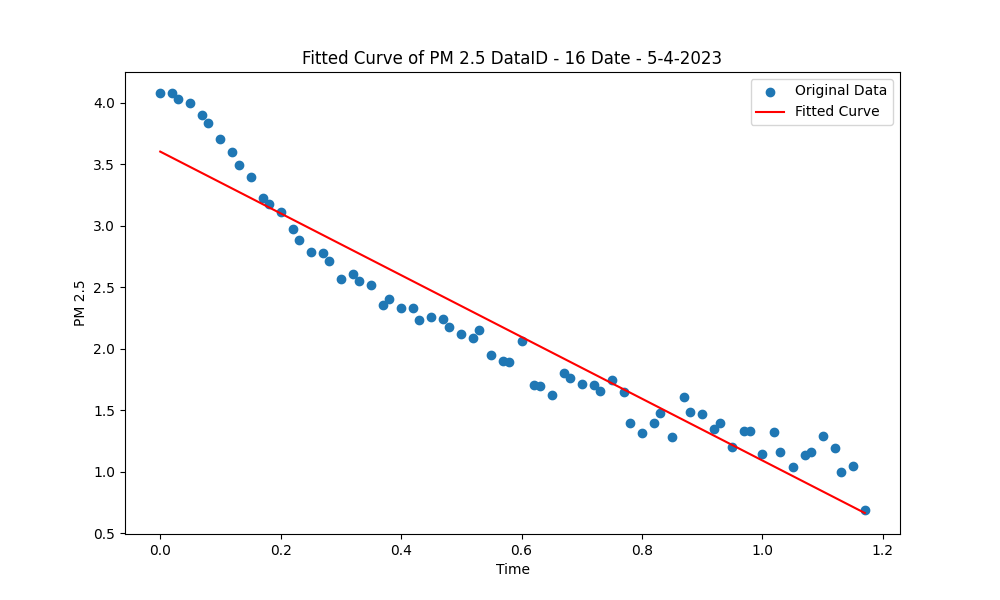 Fitted Curve of PM 2.5 DataID - 16 Date - 5-4-2023
Original Data
Fitted Curve
4.0
3.5
3.0
2.5
2.0
1.5
1.0
0.5
PM 2.5
0.0 0.2 0.4 0.6 0.8 1.0 1.2
Time